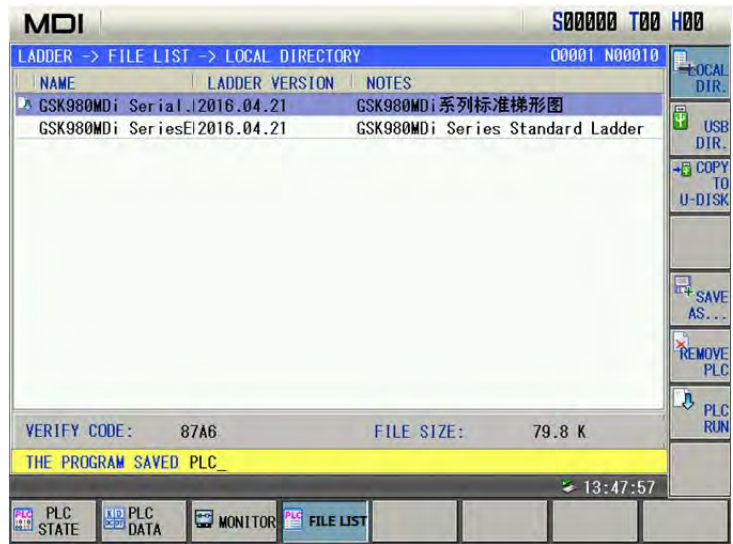 MDI S00000 T00 H00
LADDER -> FILE LIST -> LOCAL DIRECTORY O0001 N00010
NAME LADDER VERSION NOTES
GSK980MDi Serial. 2016.04.21 GSK980MDi系列标准梯形图
GSK980MDi SeriesE 2016.04.21 GSK980MDi Series Standard Ladder
VERIFY CODE: 87A6 FILE SIZE: 79.8 K
THE PROGRAM SAVED PLC_
13:47:57
LOCAL
DIR.
USB
DIR.
COPY
TO
U-DISK
SAVE
AS...
REMOVE
PLC
PLC
RUN
PLC
STATE
PLC
DATA
MONITOR
FILE LIST